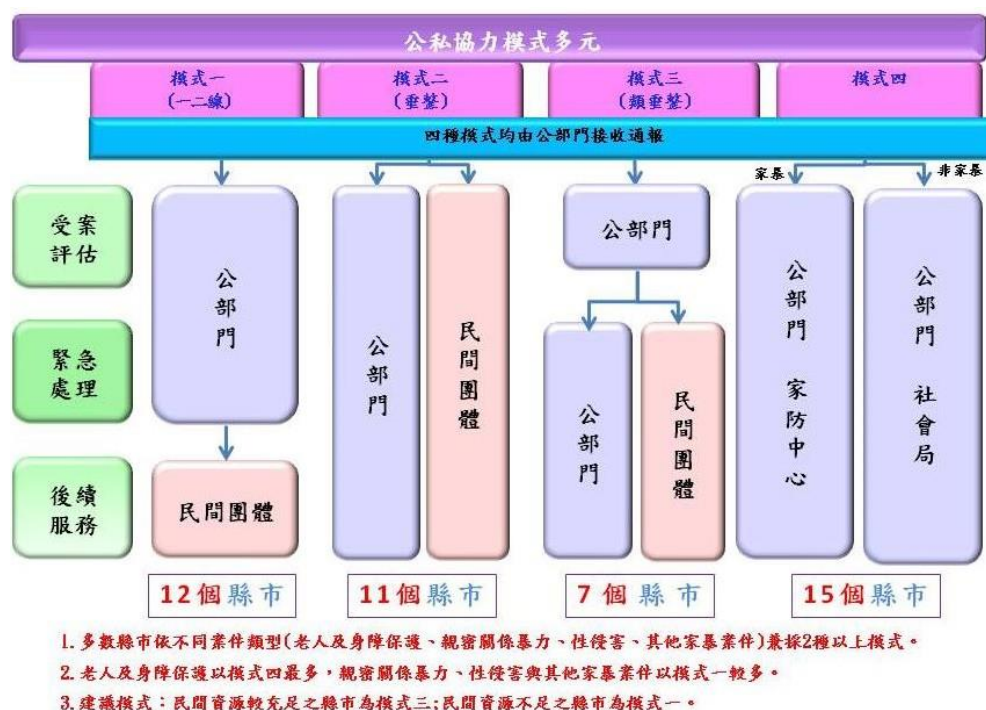 公私協力模式多元
模式一
(一二線)
模式二
(垂整)
模式三
(類垂整)
模式四
四種模式均由公部門接收通報
家暴
非家暴
受案
評估
緊急
處理
後續
服務
公部門
民間團體
公部門
民間團體
公部門
公部門
民間團體
公部門 家防中心
公部門 社會局
12個縣市
11個縣市
7個縣市
15個縣市
1. 多數縣市依不同案件類型(老人及身障保護、親密關係暴力、性侵害、其他家暴案件)兼採2種以上模式。
2. 老人及身障保護以模式四最多，親密關係暴力、性侵害與其他家暴案件以模式一較多。
3. 建議模式：民間資源較充足之縣市為模式三;民間資源不足之縣市為模式一。